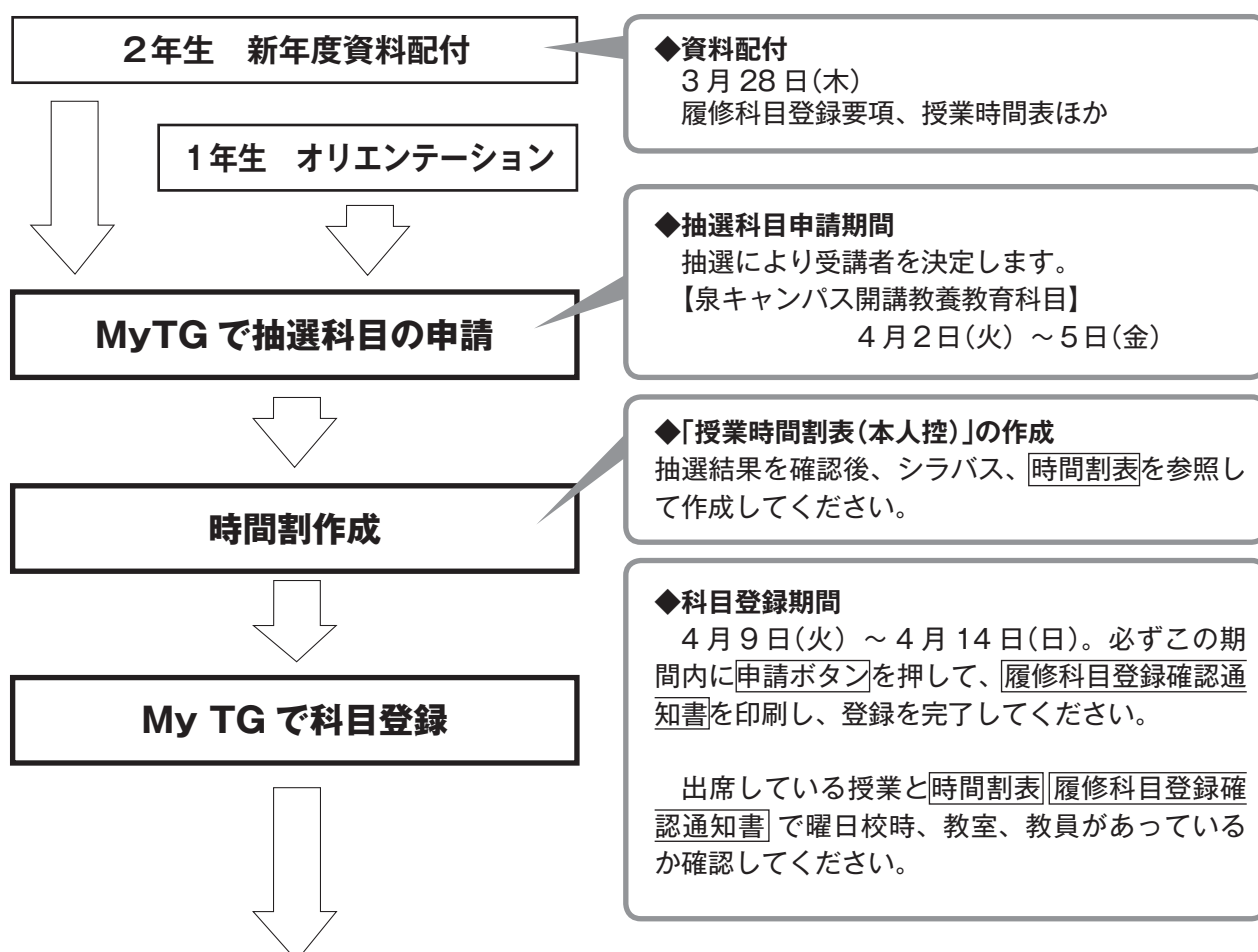 ２年生　新年度資料配付
◆資料配付
３月 28 日（木）
履修科目登録要項、授業時間表ほか
１年生　オリエンテーション
◆抽選科目申請期間
抽選により受講者を決定します。
【泉キャンパス開講教養教育科目】
４月２日（火）～５日（金）
MyTG で抽選科目の申請
◆「授業時間割表（本人控）」の作成
抽選結果を確認後、シラバス、時間割表を参照し
て作成してください。
時間割作成
◆科目登録期間
４月９日（火）～４月 14 日（日）。必ずこの期
間内に申請ボタンを押して、履修科目登録確認通
知書を印刷し、登録を完了してください。
My TG で科目登録
出席している授業と時間割表 履修科目登録確
認通知書 で曜日校時、教室、教員があっている
か確認してください。